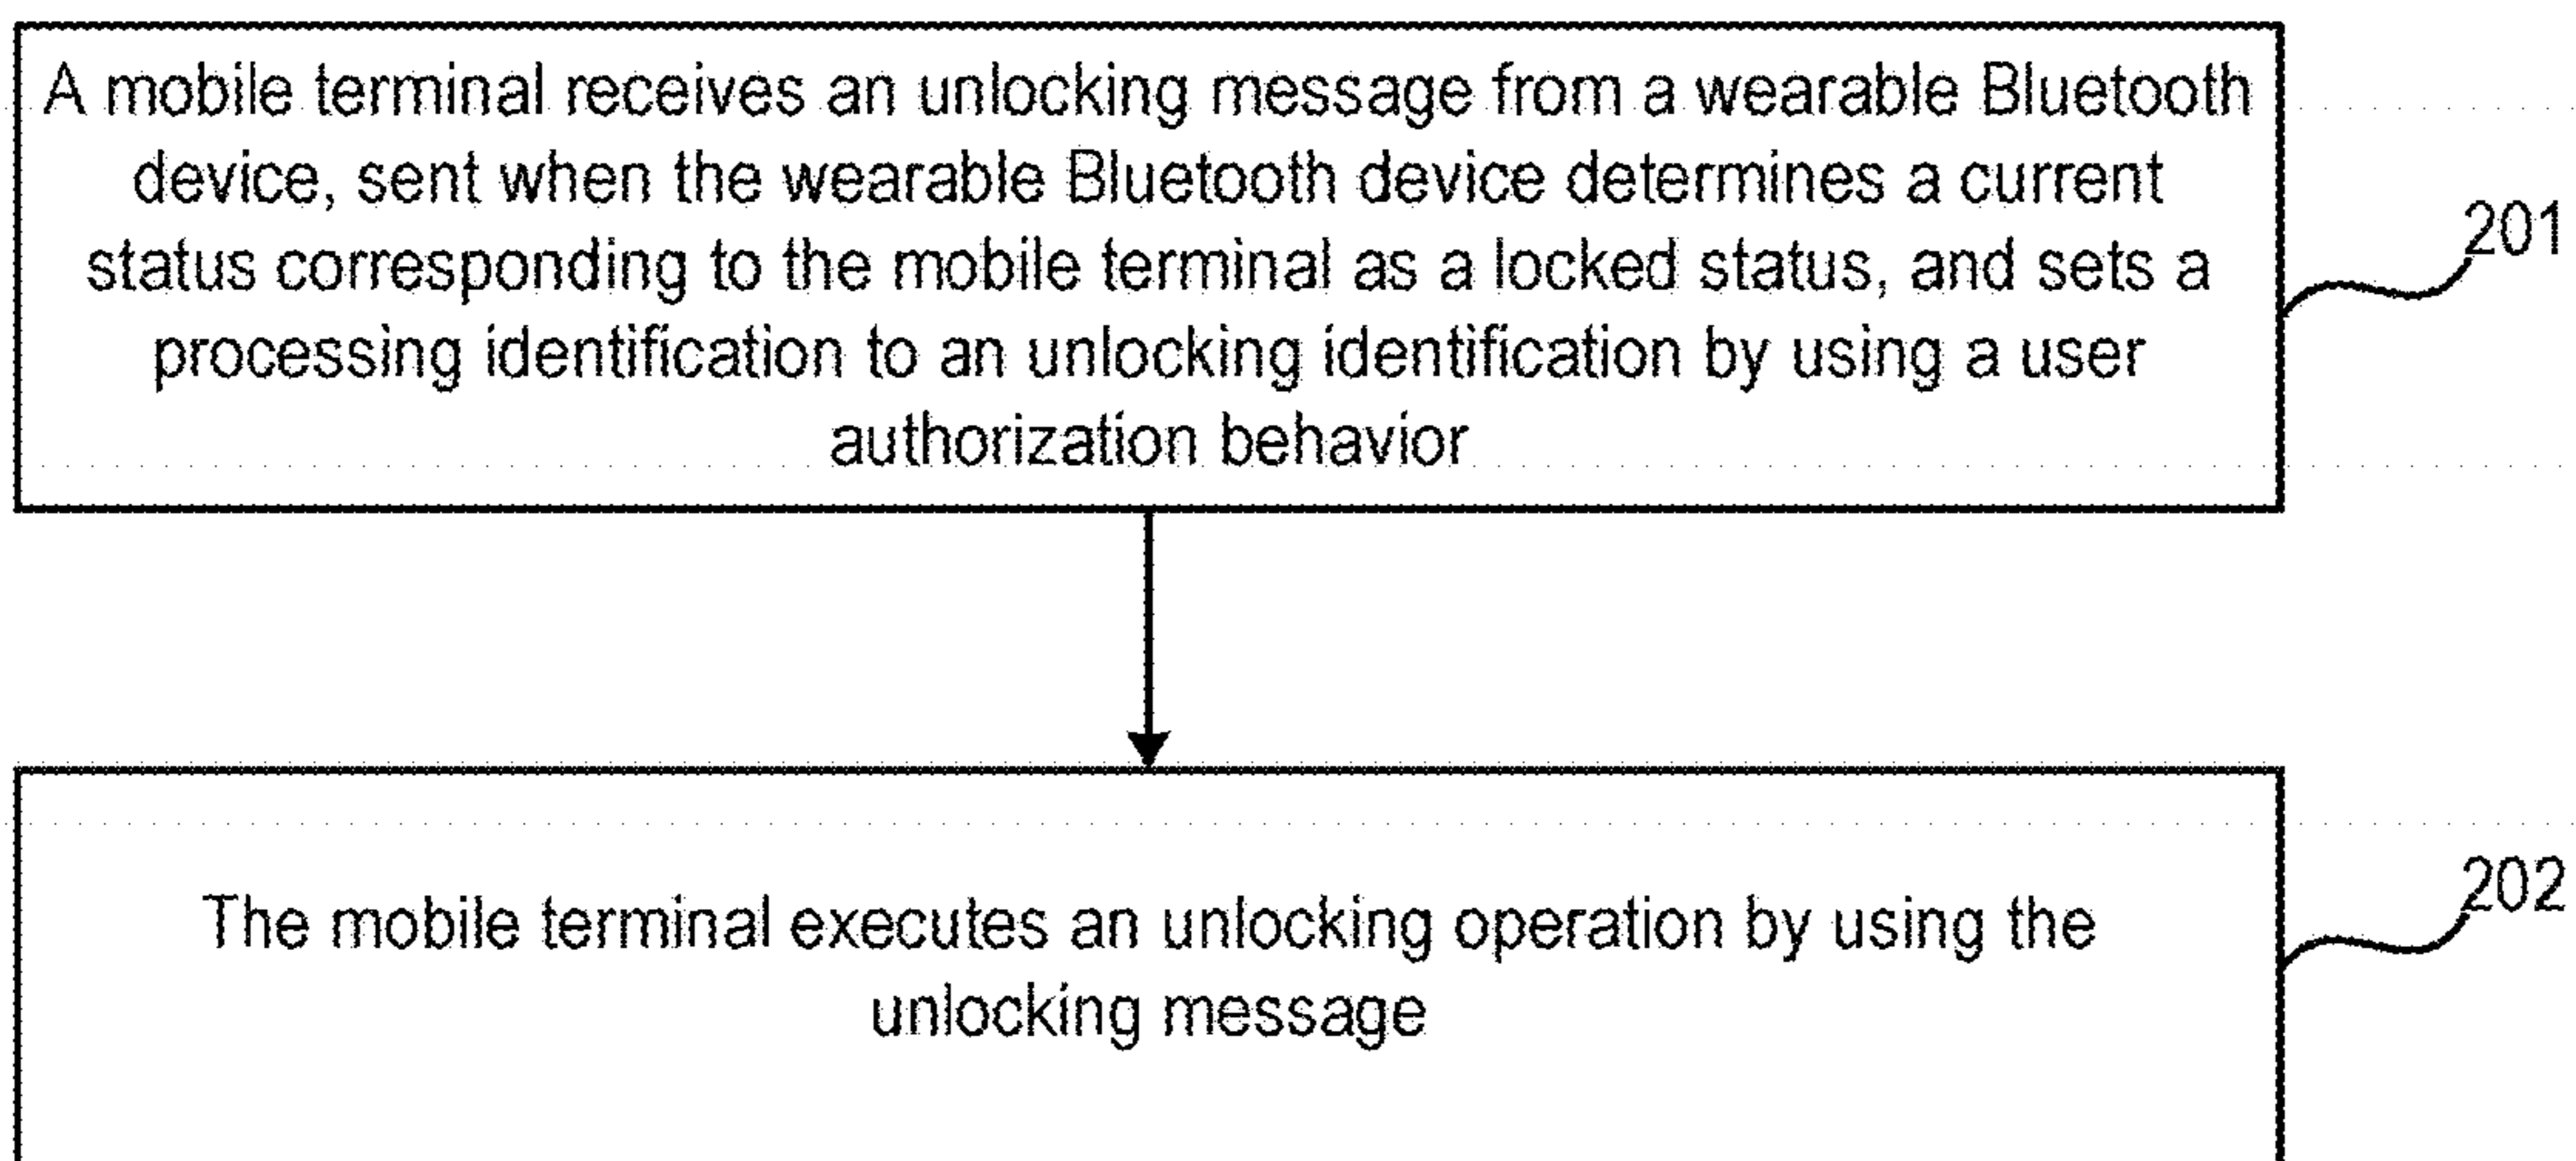 A mobile terminal receives an unlocking message from a wearable Bluetooth
device, sent when the wearable Bluetooth device determines a current
status corresponding to the mobile terminal as a locked status, and sets a
processing identification to an unlocking identification by using a user
authorization behavior
201
The mobile terminal executes an unlocking operation by using the
unlocking message
202